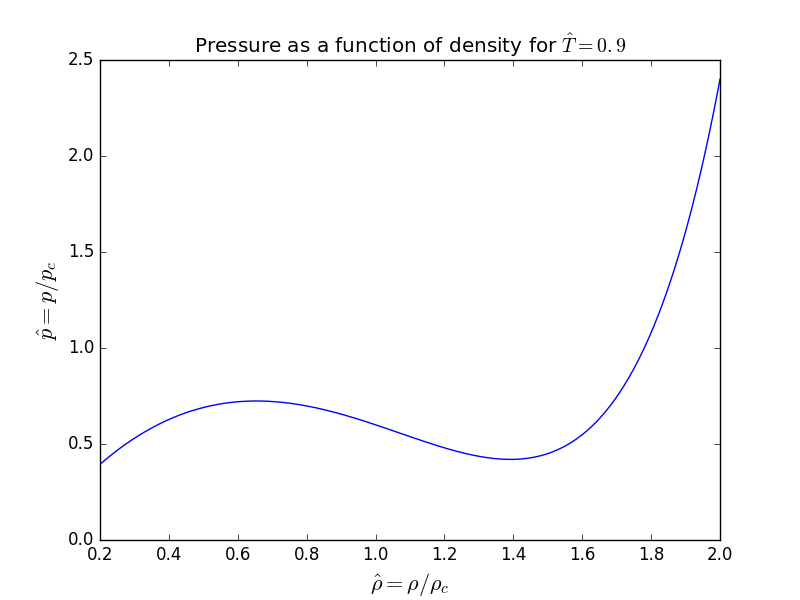 Pressure as a function of density for T̂ = 0.9
2.5
2.0
1.5
1.0
0.5
0.0
p̂ = p/p_c
0.2 0.4 0.6 0.8 1.0 1.2 1.4 1.6 1.8 2.0
ρ̂ = ρ/ρ_c